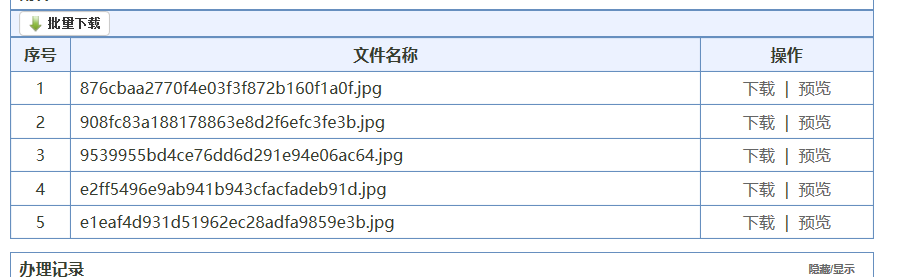 批量下载
序号 文件名称 操作
1 876cbaa2770f4e03f3f872b160f1a0f.jpg 下载 | 预览
2 908fc83a188178863e8d2f6efc3fe3b.jpg 下载 | 预览
3 9539955bd4ce76dd6d291e94e06ac64.jpg 下载 | 预览
4 e2ff5496e9ab941b943cfacfadeb91d.jpg 下载 | 预览
5 e1eaf4d931d51962ec28adfa9859e3b.jpg 下载 | 预览
办理记录 隐藏/显示